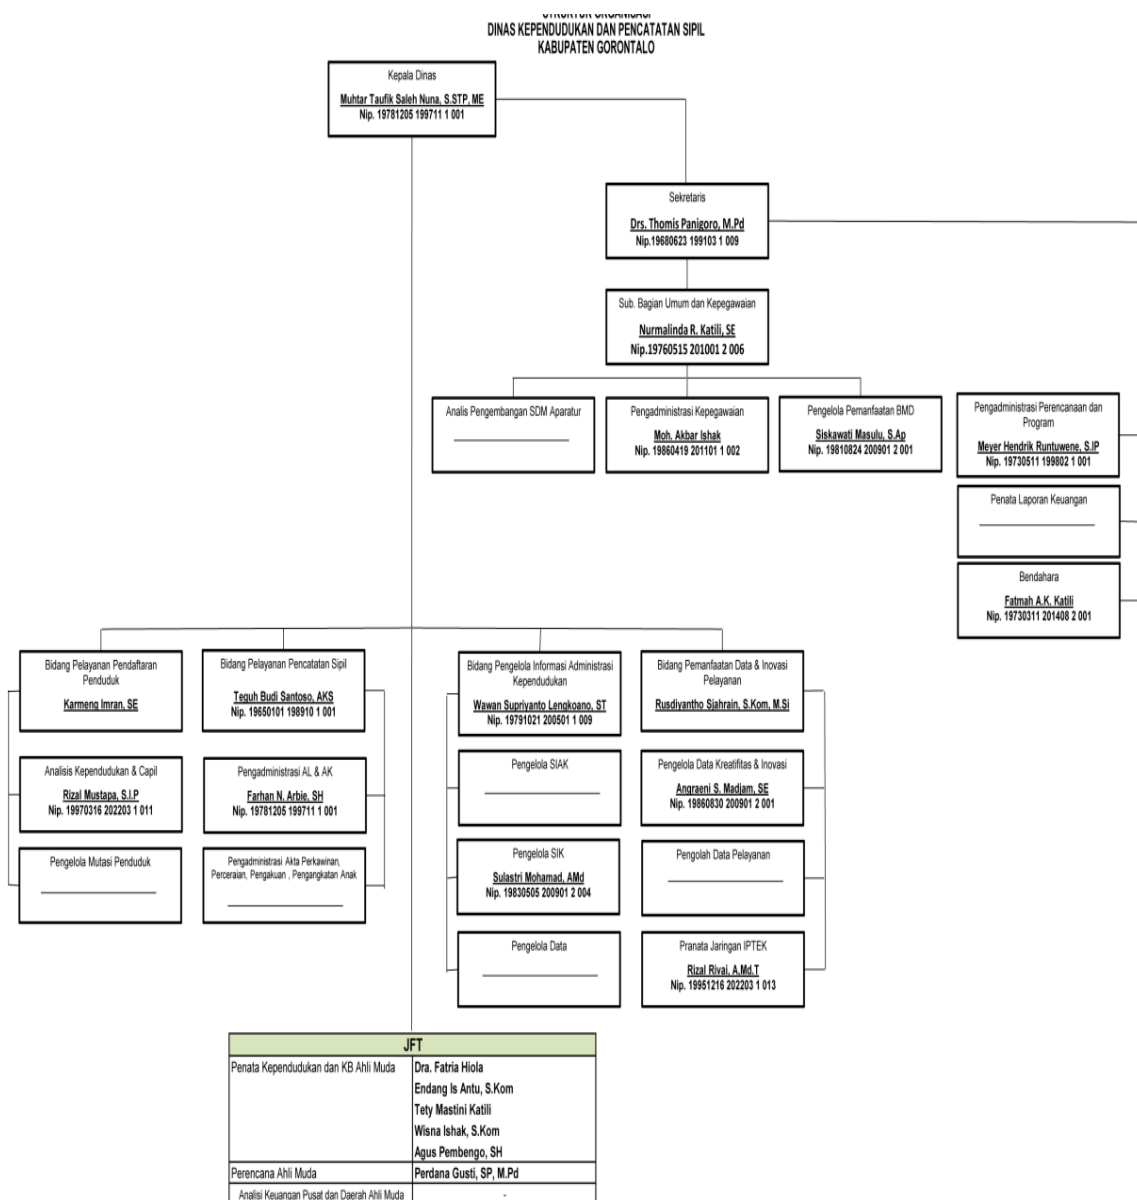 STRUKTUR ORGANISASI
DINAS KEPENDUDUKAN DAN PENCATATAN SIPIL
KABUPATEN GORONTALO
Kepala Dinas
Muhtar Taufik Saleh Nuna, S.STP, ME
Nip. 19781205 199711 1 001
Sekretaris
Drs. Thomis Panigoro, M.Pd
Nip.19680623 199103 1 009
Sub. Bagian Umum dan Kepegawaian
Nurmalinda R. Katili, SE
Nip.19760515 201001 2 006
Analis Pengembangan SDM Aparatur
Pengadministrasi Kepegawaian
Moh. Akbar Ishak
Nip. 19860419 201101 1 002
Pengelola Pemanfaatan BMD
Siskawati Masulu, S.Ap
Nip. 19810824 200901 2 001
Pengadministrasi Perencanaan dan
Program
Meyer Hendrik Runtuwene, S.IP
Nip. 19730511 199802 1 001
Penata Laporan Keuangan
Bendahara
Fatmah A.K. Katili
Nip. 19730311 201408 2 001
Bidang Pelayanan Pendaftaran
Penduduk
Karmeng Imran, SE
Bidang Pelayanan Pencatatan Sipil
Teguh Budi Santoso, AKS
Nip. 19650101 198910 1 001
Bidang Pengelola Informasi Administrasi
Kependudukan
Wawan Supriyanto Lengkoano, ST
Nip. 19791021 200501 1 009
Bidang Pemanfaatan Data & Inovasi
Pelayanan
Rusdiyantho Sjahrain, S.Kom, M.Si
Analisis Kependudukan & Capil
Rizal Mustapa, S.I.P
Nip. 19970316 202203 1 011
Pengadministrasi AL & AK
Farhan N. Arbie, SH
Nip. 19781205 199711 1 001
Pengelola SIAK
Pengelola Data Kreatifitas & Inovasi
Angraeni S. Madjam, SE
Nip. 19860830 200901 2 001
Pengelola Mutasi Penduduk
Pengadministrasi Akta Perkawinan,
Perceraian, Pengakuan , Pengangkatan Anak
Pengelola SIK
Sulastri Mohamad, AMd
Nip. 19830505 200901 2 004
Pengolah Data Pelayanan
Pengelola Data
Pranata Jaringan IPTEK
Rizal Rivai, A.Md.T
Nip. 19951216 202203 1 013
JFT
Penata Kependudukan dan KB Ahli Muda
Dra. Fatria Hiola
Endang Is Antu, S.Kom
Tety Mastini Katili
Wisna Ishak, S.Kom
Agus Pembengo, SH
Perencana Ahli Muda
Perdana Gusti, SP, M.Pd
Analisi Keuangan Pusat dan Daerah Ahli Muda
-